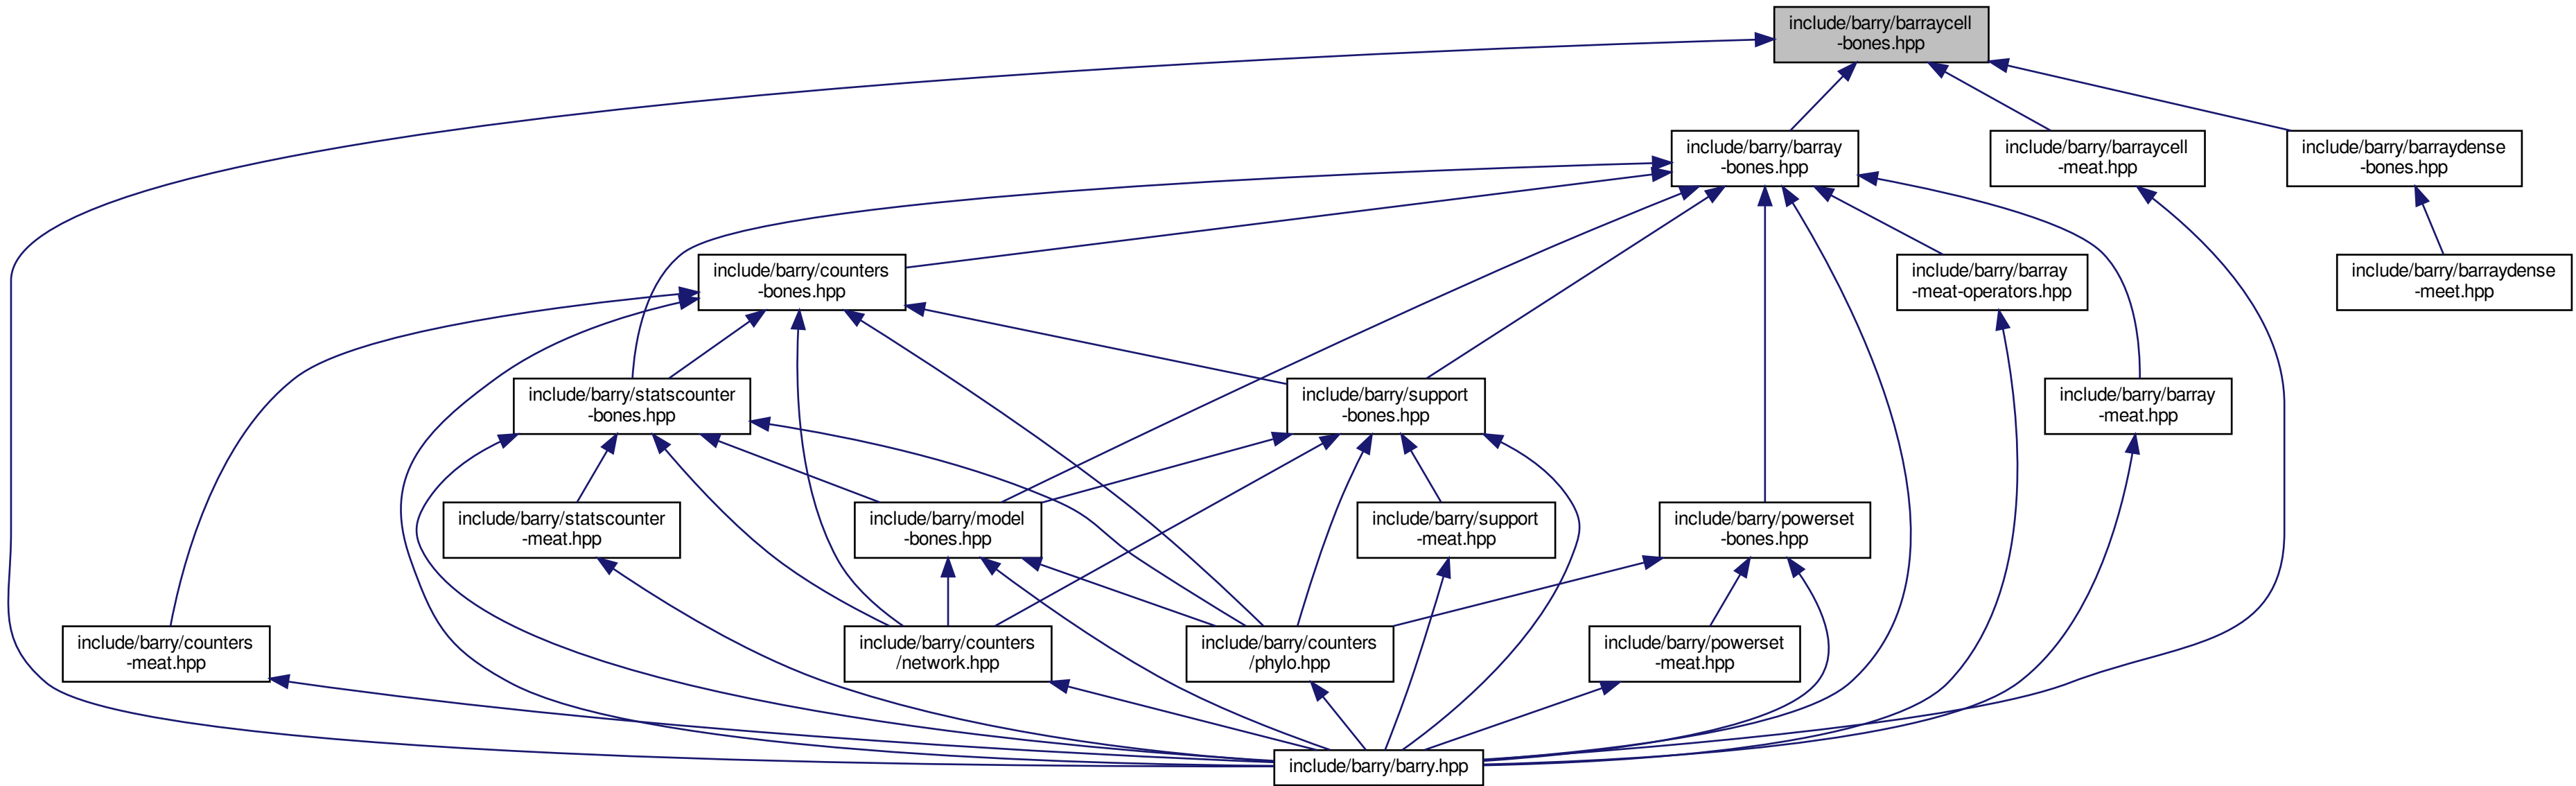 include/barry/barraycell
-bones.hpp
include/barry/barray
-bones.hpp
include/barry/barraycell
-meat.hpp
include/barry/barraydense
-bones.hpp
include/barry/counters
-bones.hpp
include/barry/barray
-meat-operators.hpp
include/barry/barraydense
-meet.hpp
include/barry/statscounter
-bones.hpp
include/barry/support
-bones.hpp
include/barry/barray
-meat.hpp
include/barry/statscounter
-meat.hpp
include/barry/model
-bones.hpp
include/barry/support
-meat.hpp
include/barry/powerset
-bones.hpp
include/barry/counters
-meat.hpp
include/barry/counters
/network.hpp
include/barry/counters
/phylo.hpp
include/barry/powerset
-meat.hpp
include/barry/barry.hpp